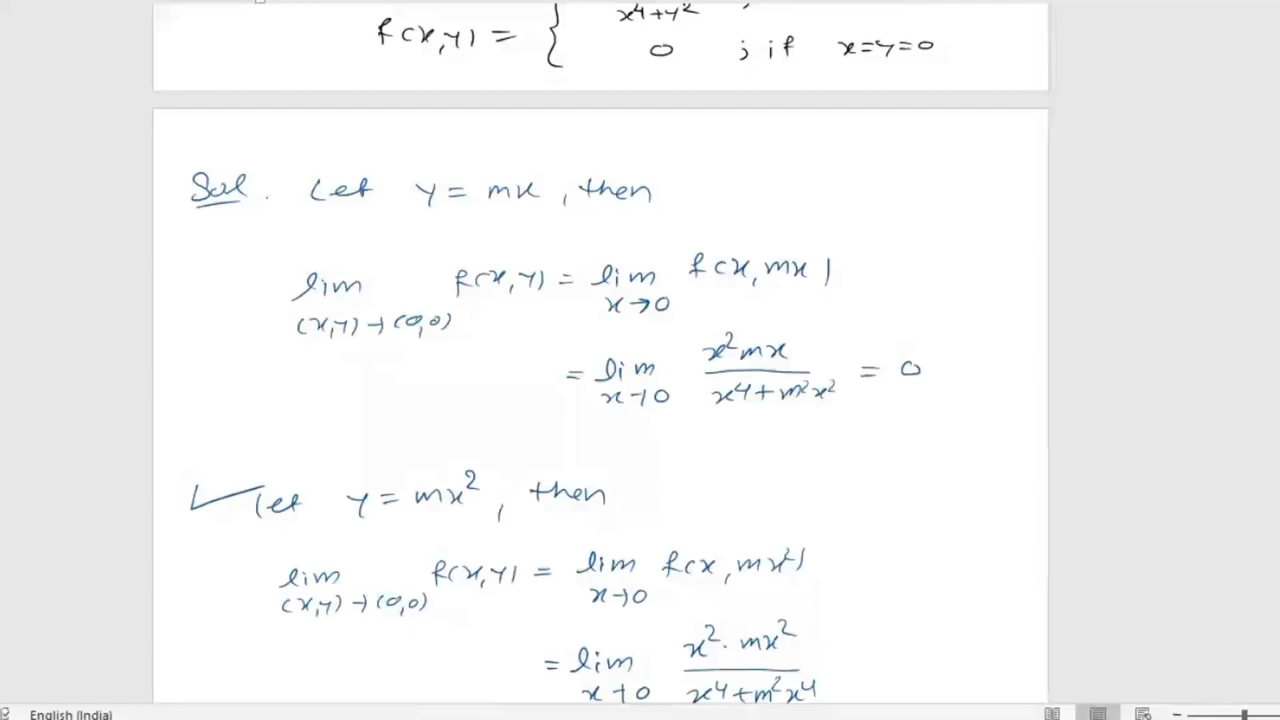 x⁴+y² ,
f(x,y) = {
0 ; if x=y=0
Sol. Let y = mx , then
lim f(x,y) = lim f(x,mx)
(x,y)→(0,0) x→0
= lim x²mx / x⁴+m²x² = 0
x→0
✓ Let y = mx² , then
lim f(x,y) = lim f(x,mx²)
(x,y)→(0,0) x→0
= lim x².mx² / x⁴+m²x⁴
x→0
English (India)